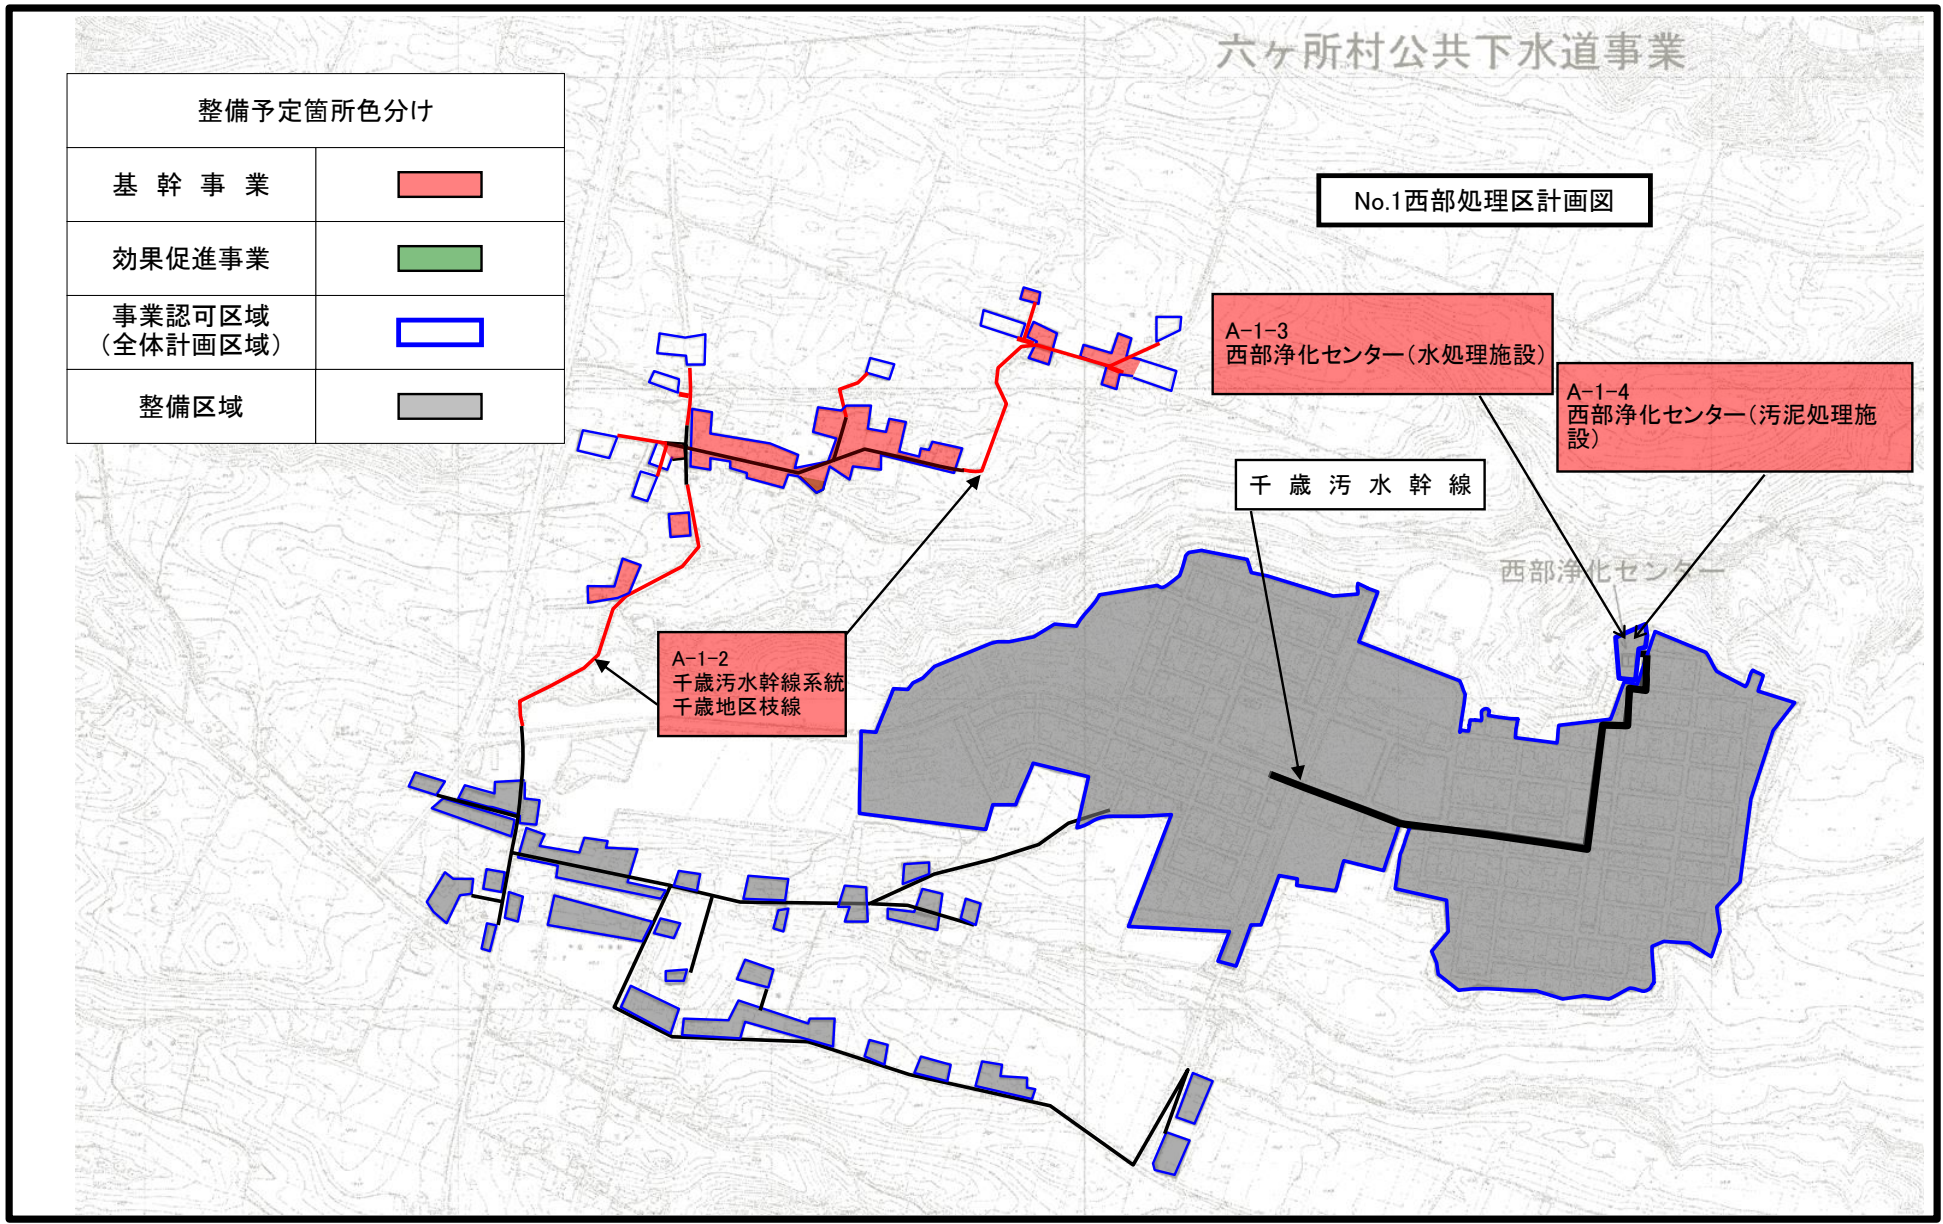 六ヶ所村公共下水道事業
整備予定箇所色分け
基幹事業
効果促進事業
事業認可区域
（全体計画区域）
整備区域
No.1西部処理区計画図
A-1-3
西部浄化センター（水処理施設）
A-1-4
西部浄化センター（汚泥処理施
設）
千歳汚水幹線
西部浄化センター
A-1-2
千歳汚水幹線系統
千歳地区枝線